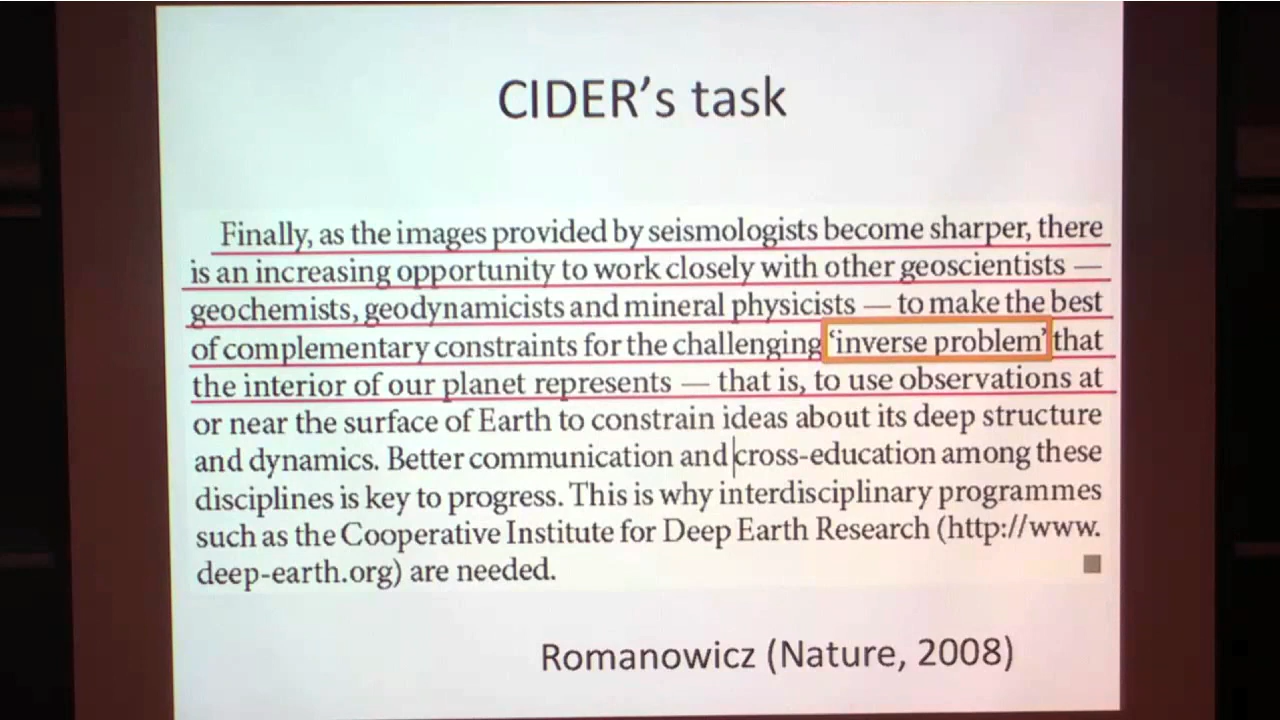 CIDER's task
Finally, as the images provided by seismologists become sharper, there
is an increasing opportunity to work closely with other geoscientists —
geochemists, geodynamicists and mineral physicists — to make the best
of complementary constraints for the challenging ‘inverse problem’ that
the interior of our planet represents — that is, to use observations at
or near the surface of Earth to constrain ideas about its deep structure
and dynamics. Better communication and cross-education among these
disciplines is key to progress. This is why interdisciplinary programmes
such as the Cooperative Institute for Deep Earth Research (http://www.
deep-earth.org) are needed.
Romanowicz (Nature, 2008)